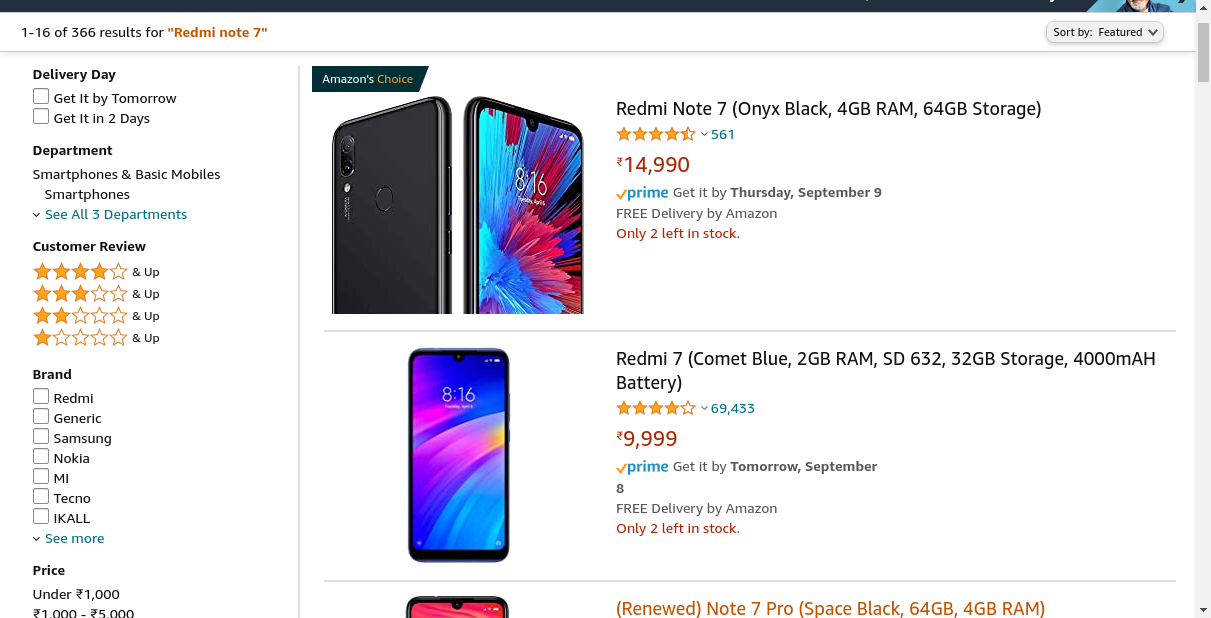 1-16 of 366 results for "Redmi note 7"
Sort by: Featured
Delivery Day
Get It by Tomorrow
Get It in 2 Days
Department
Smartphones & Basic Mobiles
Smartphones
See All 3 Departments
Customer Review
& Up
& Up
& Up
& Up
Brand
Redmi
Generic
Samsung
Nokia
MI
Tecno
IKALL
See more
Price
Under ₹1,000
₹1,000 - ₹5,000
Amazon's Choice
8:16
Redmi Note 7 (Onyx Black, 4GB RAM, 64GB Storage)
561
₹14,990
prime Get it by Thursday, September 9
FREE Delivery by Amazon
Only 2 left in stock.
8:16
Redmi 7 (Comet Blue, 2GB RAM, SD 632, 32GB Storage, 4000mAH
Battery)
69,433
₹9,999
prime Get it by Tomorrow, September
8
FREE Delivery by Amazon
Only 2 left in stock.
(Renewed) Note 7 Pro (Space Black, 64GB, 4GB RAM)